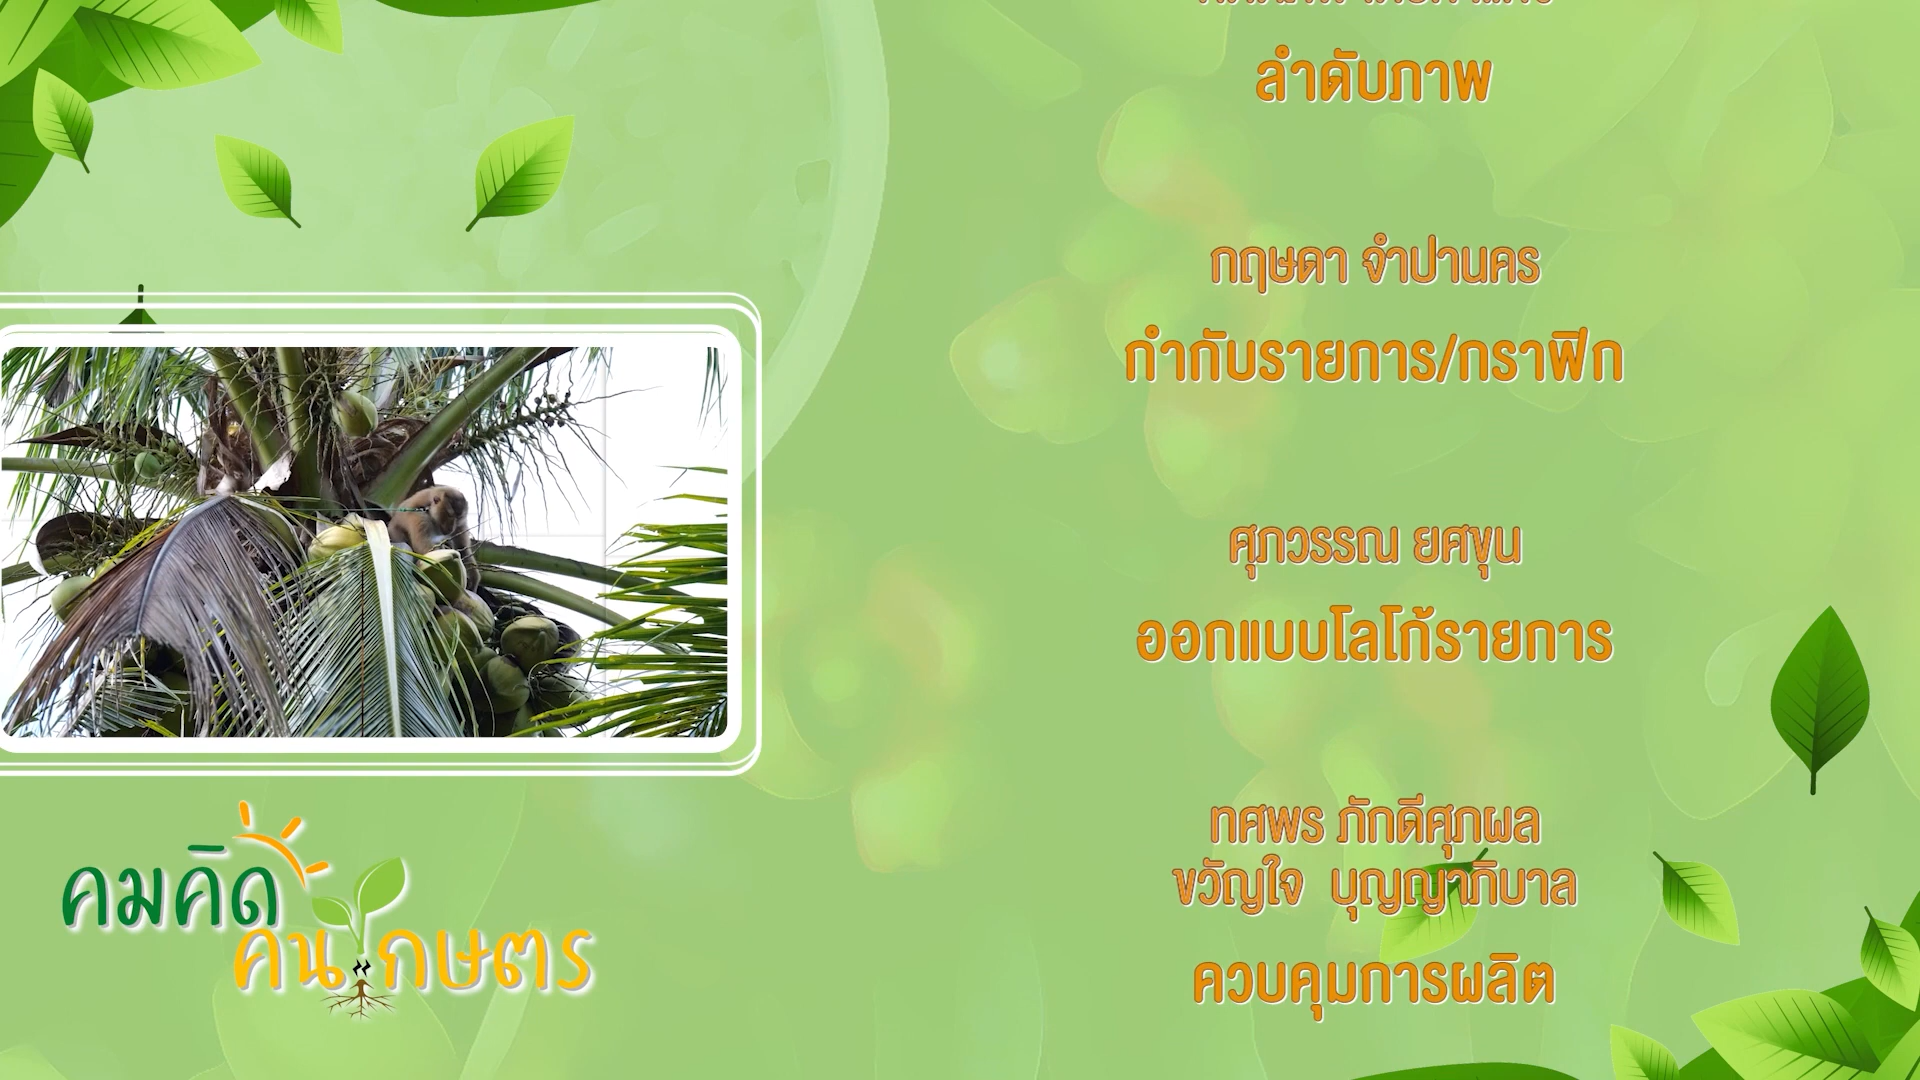 ลำดับภาพ
กฤษดา จำปานคร
กำกับรายการ/กราฟิก
ศุภวรรณ ยศขุน
ออกแบบโลโก้รายการ
ทศพร ภักดีศุภผล
ขวัญใจ บุญญาภิบาล
ควบคุมการผลิต
คมคิด
คนเกษตร